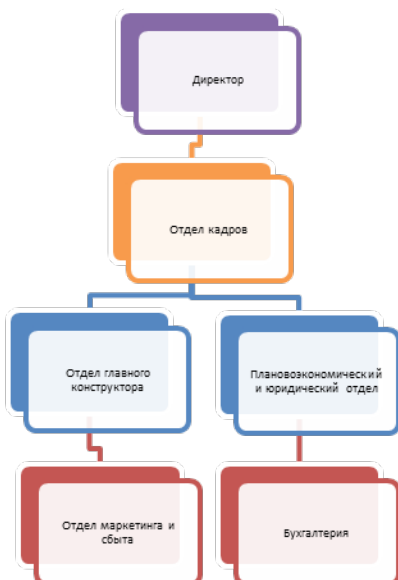 Директор
Отдел кадров
Отдел главного
конструктора
Плановоэкономический
и юридический отдел
Отдел маркетинга и
сбыта
Бухгалтерия